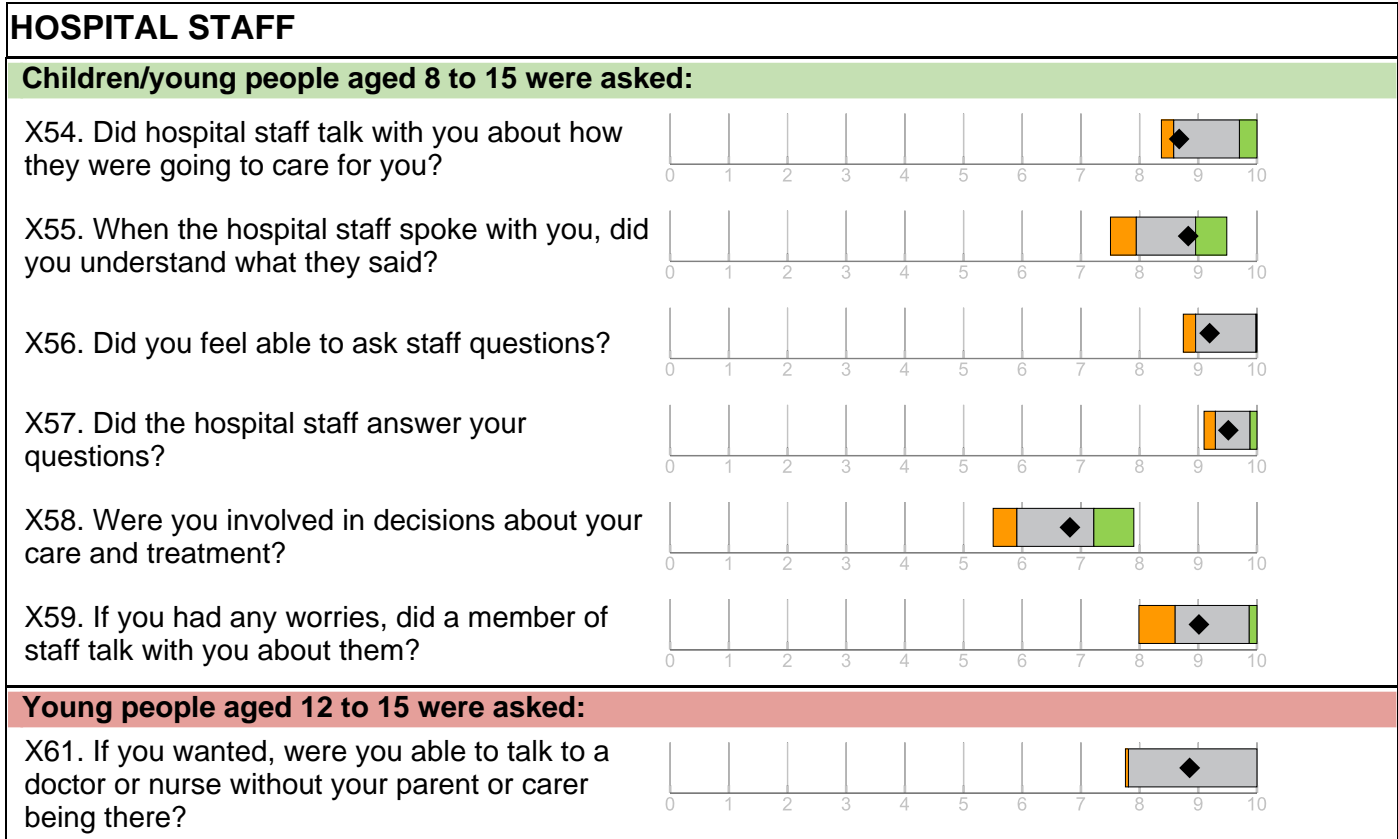 HOSPITAL STAFF
Children/young people aged 8 to 15 were asked:
X54. Did hospital staff talk with you about how
they were going to care for you?
0 1 2 3 4 5 6 7 8 9 10
X55. When the hospital staff spoke with you, did
you understand what they said?
0 1 2 3 4 5 6 7 8 9 10
X56. Did you feel able to ask staff questions?
0 1 2 3 4 5 6 7 8 9 10
X57. Did the hospital staff answer your
questions?
0 1 2 3 4 5 6 7 8 9 10
X58. Were you involved in decisions about your
care and treatment?
0 1 2 3 4 5 6 7 8 9 10
X59. If you had any worries, did a member of
staff talk with you about them?
0 1 2 3 4 5 6 7 8 9 10
Young people aged 12 to 15 were asked:
X61. If you wanted, were you able to talk to a
doctor or nurse without your parent or carer
being there?
0 1 2 3 4 5 6 7 8 9 10